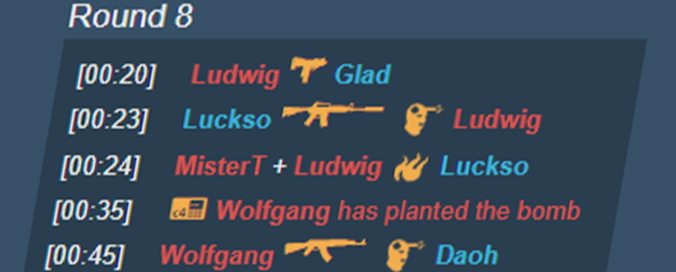 Round 8
[00:20] Ludwig Glad
[00:23] Luckso Ludwig
[00:24] MisterT + Ludwig Luckso
[00:35] C4 Wolfgang has planted the bomb
[00:45] Wolfgang Daoh